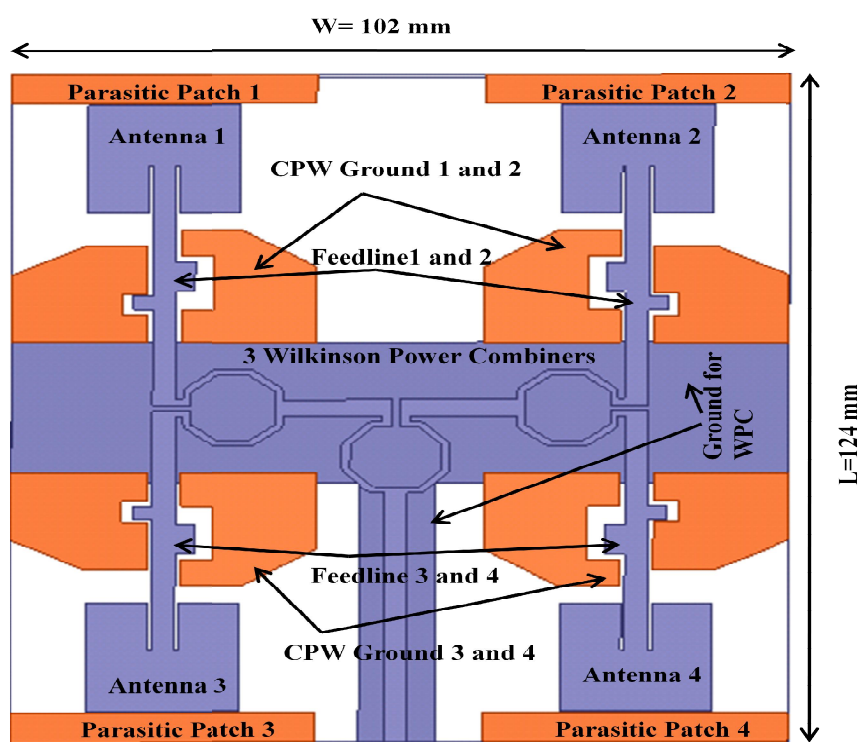 W= 102 mm
Parasitic Patch 1
Parasitic Patch 2
Antenna 1
Antenna 2
CPW Ground 1 and 2
Feedline1 and 2
3 Wilkinson Power Combiners
Ground for
WPC
L=124 mm
Feedline 3 and 4
CPW Ground 3 and 4
Antenna 3
Antenna 4
Parasitic Patch 3
Parasitic Patch 4